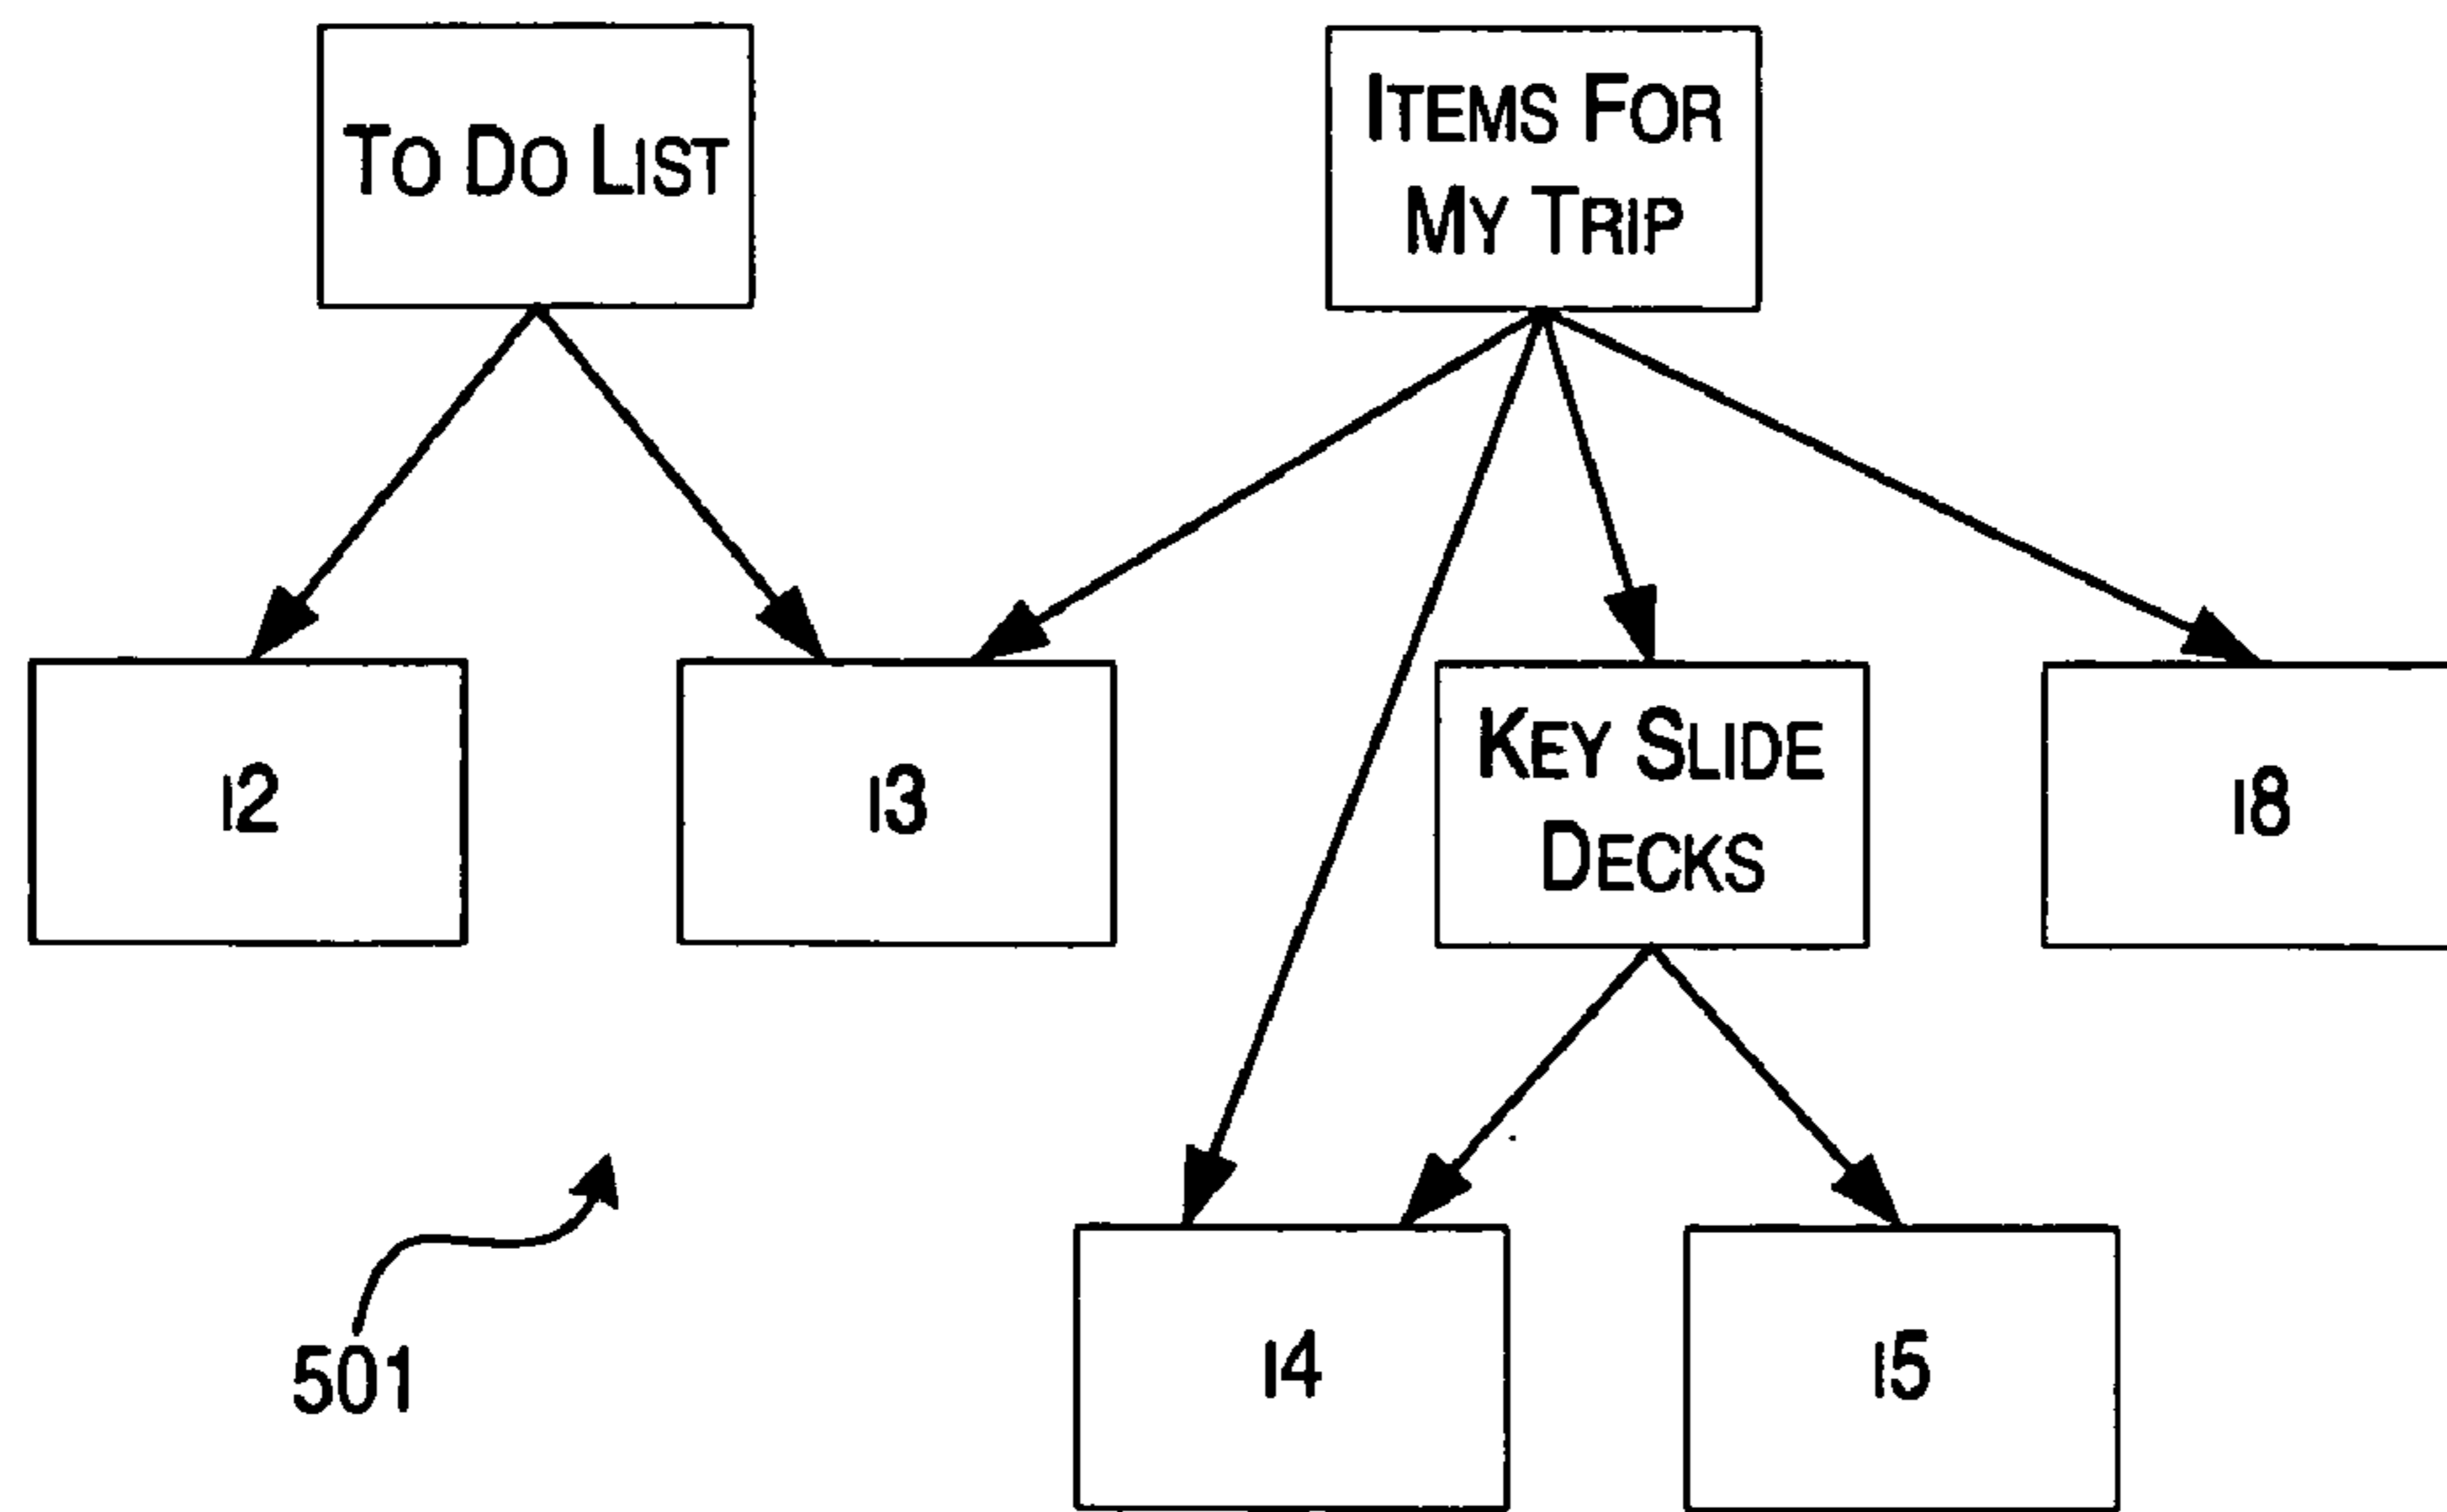 To Do List
Items For
My Trip
I2
I3
Key Slide
Decks
I8
501
I4
I5